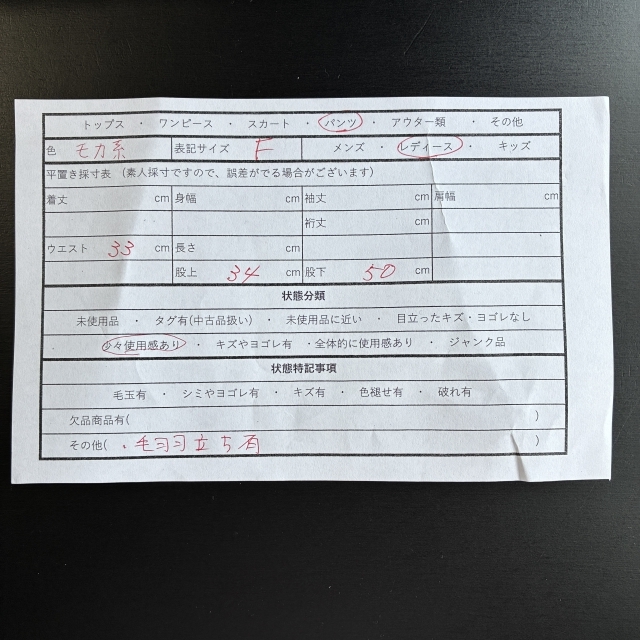 トップス ・ ワンピース ・ スカート ・ パンツ ・ アウター類 ・ その他
色 モカ系 表記サイズ F メンズ ・ レディース ・ キッズ
平置き採寸表 (素人採寸ですので、誤差がでる場合がございます)
着丈 cm 身幅 cm 袖丈 cm 肩幅 cm
cm 裄丈 cm
ウエスト 33 cm 長さ cm
股上 34 cm 股下 50 cm
状態分類
未使用品 ・ タグ有(中古品扱い) ・ 未使用品に近い ・ 目立ったキズ・ヨゴレなし
少々使用感あり ・ キズやヨゴレ有 ・全体的に使用感あり ・ ジャンク品
状態特記事項
毛玉有 ・ シミやヨゴレ有 ・ キズ有 ・ 色褪せ有 ・ 破れ有
欠品商品有( )
その他( ・毛羽立ち有 )